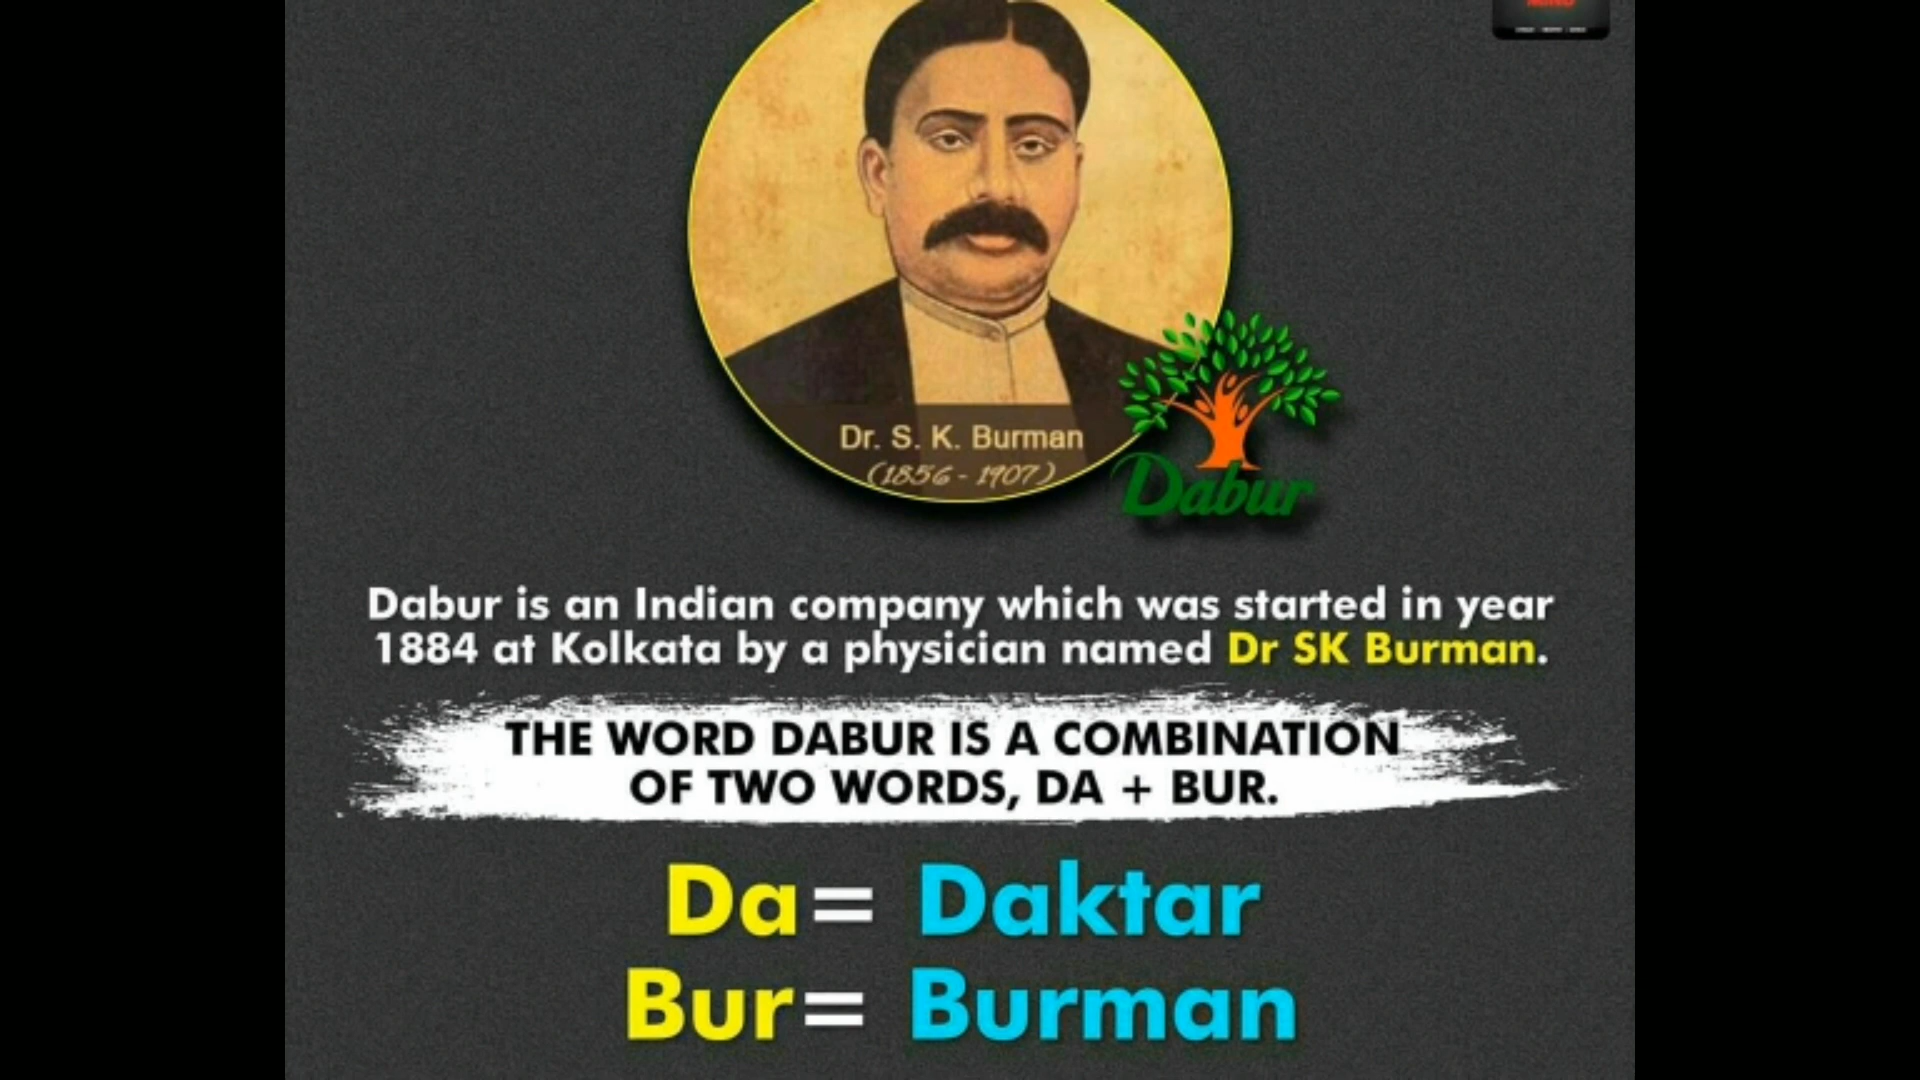 MIND
Dr. S. K. Burman
(1856 - 1907)
Dabur
Dabur is an Indian company which was started in year
1884 at Kolkata by a physician named Dr SK Burman.
THE WORD DABUR IS A COMBINATION
OF TWO WORDS, DA + BUR.
Da= Daktar
Bur= Burman